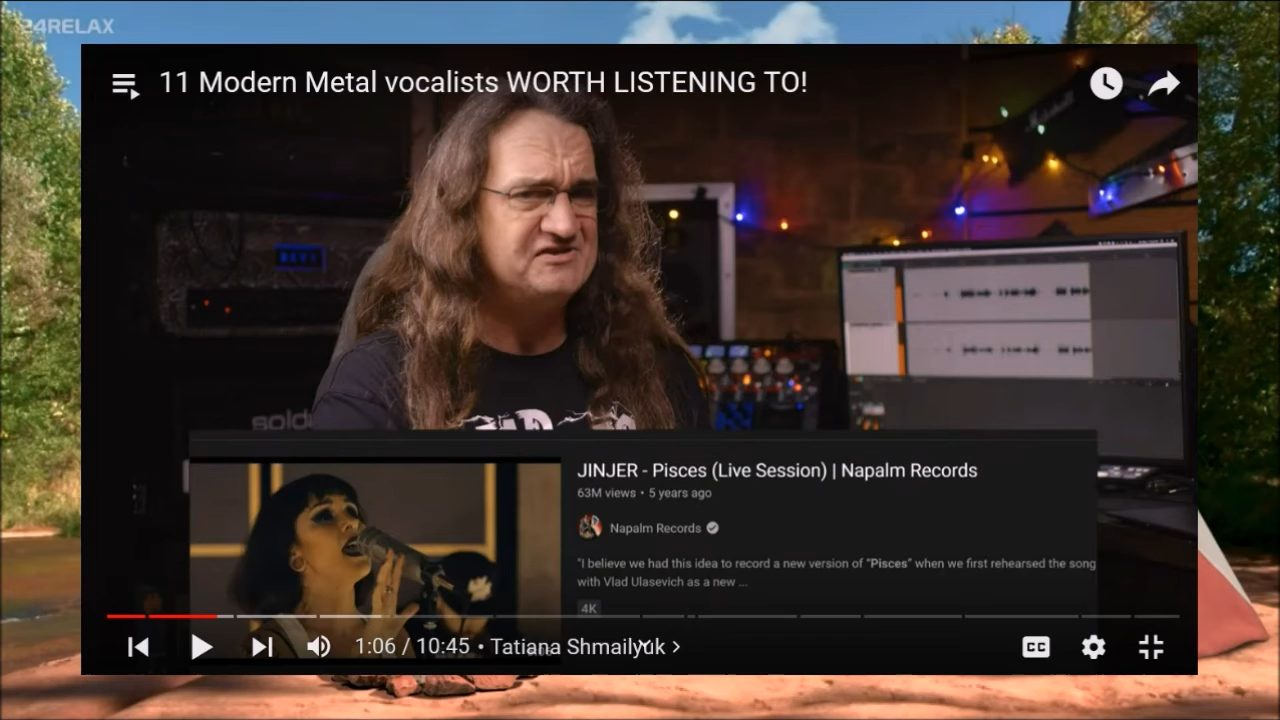 24RELAX
11 Modern Metal vocalists WORTH LISTENING TO!
JINJER - Pisces (Live Session) | Napalm Records
63M views • 5 years ago
Napalm Records
"I believe we had this idea to record a new version of "Pisces" when we first rehearsed the song
with Vlad Ulasevich as a new ...
4K
1:06 / 10:45 • Tatiana Shmailyuk >
CC